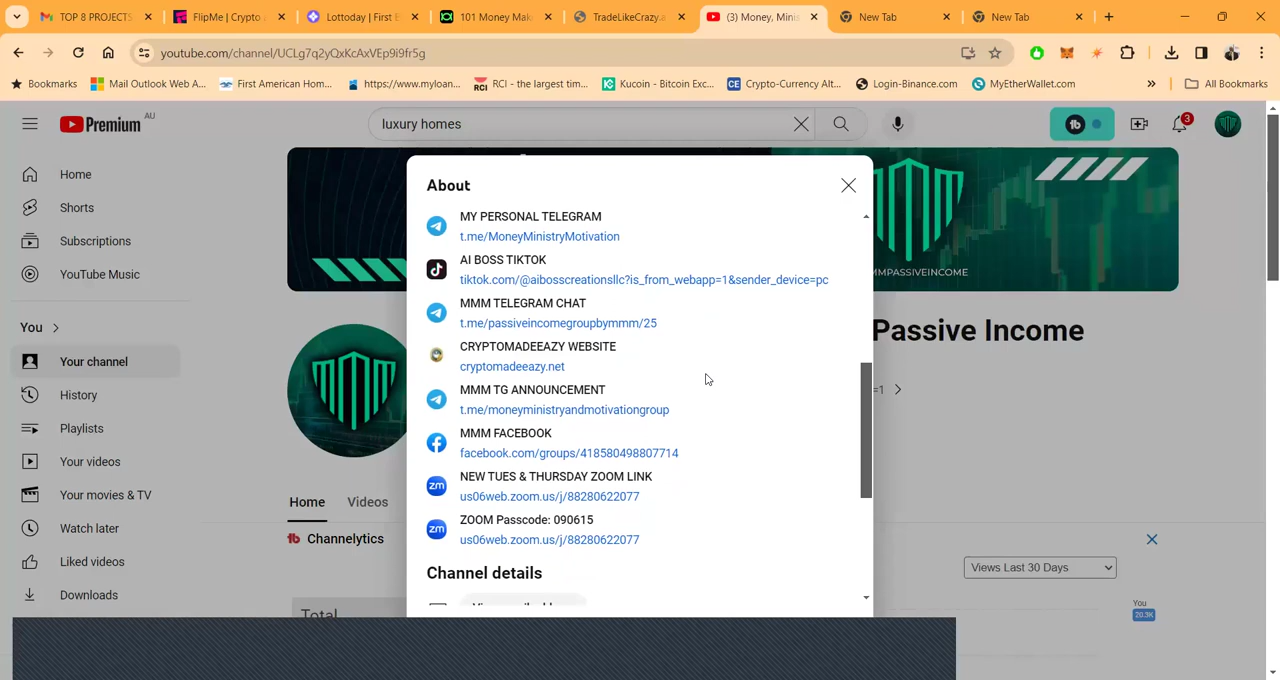 TOP 8 PROJECTS
FlipMe | Crypto
Lottoday | First E
101 Money Mak
TradeLikeCrazy.a
(3) Money, Minis
New Tab
New Tab
youtube.com/channel/UCLg7q2yQxKcAxVEp9i9fr5g
Bookmarks
Mail Outlook Web A...
First American Hom...
https://www.myloan...
RCI - the largest tim...
Kucoin - Bitcoin Exc...
Crypto-Currency Alt...
Login-Binance.com
MyEtherWallet.com
All Bookmarks
Premium AU
luxury homes
3
Home
Shorts
Subscriptions
YouTube Music
You
Your channel
History
Playlists
Your videos
Your movies & TV
Watch later
Liked videos
Downloads
MMPASSIVEINCOME
Passive Income
=1
About
MY PERSONAL TELEGRAM
t.me/MoneyMinistryMotivation
AI BOSS TIKTOK
tiktok.com/@aibosscreationsllc?is_from_webapp=1&sender_device=pc
MMM TELEGRAM CHAT
t.me/passiveincomegroupbymmm/25
CRYPTOMADEEAZY WEBSITE
cryptomadeeazy.net
MMM TG ANNOUNCEMENT
t.me/moneyministryandmotivationgroup
MMM FACEBOOK
facebook.com/groups/418580498807714
NEW TUES & THURSDAY ZOOM LINK
us06web.zoom.us/j/88280622077
ZOOM Passcode: 090615
us06web.zoom.us/j/88280622077
Channel details
Home
Videos
Channelytics
Views Last 30 Days
Total
You
20.3K